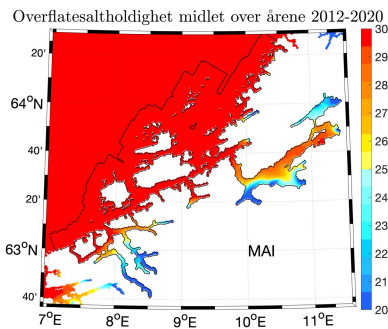 Overflatesaltholdighet midlet over årene 2012-2020
20'
64°N
40'
20'
63°N
40'
7°E
8°E
9°E
10°E
11°E
MAI
30
29
28
27
26
25
24
23
22
21
20